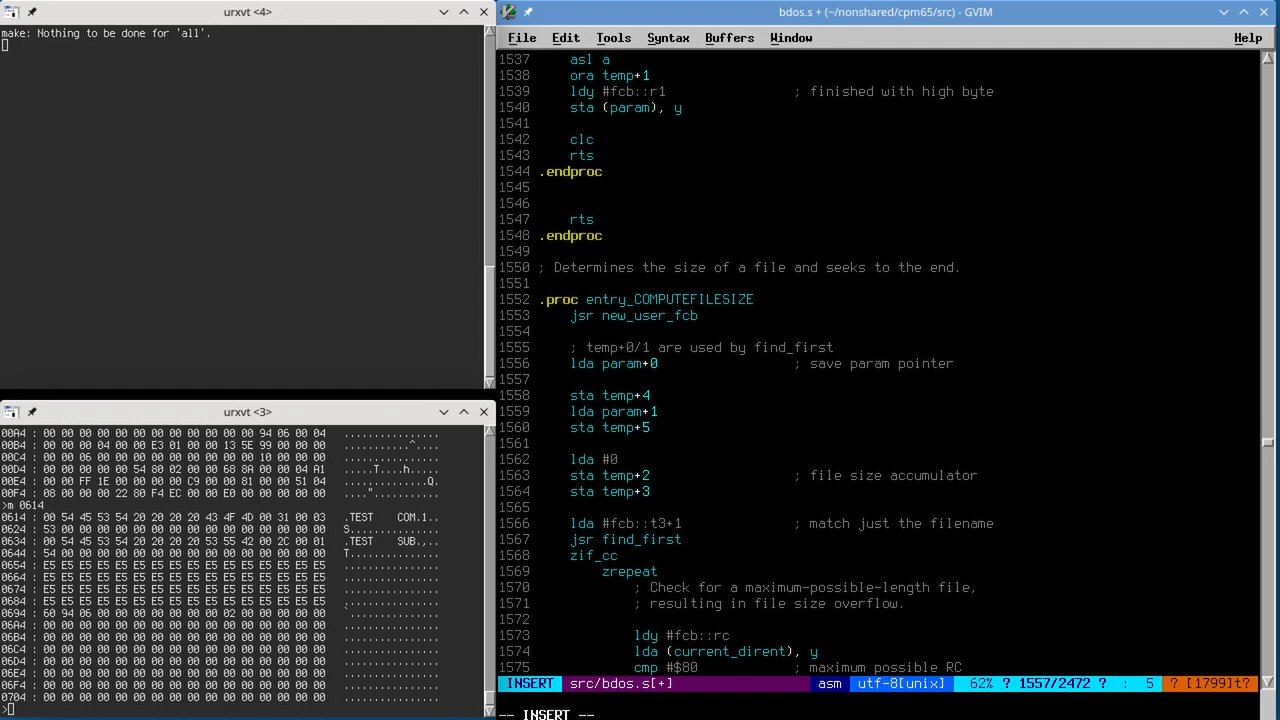 urxvt <4>
make: Nothing to be done for 'all'.
urxvt <3>
00A4 : 00 00 00 00 00 00 00 00 00 00 00 00 94 06 00 04 ................
00B4 : 00 00 00 04 00 00 E3 01 00 00 13 5E 99 00 00 00 ...........^....
00C4 : 00 00 06 00 00 00 00 00 00 00 00 00 10 00 00 00 ................
00D4 : 00 00 00 00 00 54 80 02 00 00 68 8A 00 00 04 A1 .....T....h.....
00E4 : 00 00 FF 1E 00 00 00 00 C9 00 00 81 00 00 51 04 ..............Q.
00F4 : 08 00 00 00 22 80 F4 EC 00 00 E0 00 00 00 00 00 ...."...........
>m 0614
0614 : 00 54 45 53 54 20 20 20 20 43 4F 4D 00 31 00 03 .TEST    COM.1..
0624 : 53 00 00 00 00 00 00 00 00 00 00 00 00 00 00 00 S...............
0634 : 00 54 45 53 54 20 20 20 20 53 55 42 00 2C 00 01 .TEST    SUB.,..
0644 : 54 00 00 00 00 00 00 00 00 00 00 00 00 00 00 00 T...............
0654 : E5 E5 E5 E5 E5 E5 E5 E5 E5 E5 E5 E5 E5 E5 E5 E5 ................
0664 : E5 E5 E5 E5 E5 E5 E5 E5 E5 E5 E5 E5 E5 E5 E5 E5 ................
0674 : E5 E5 E5 E5 E5 E5 E5 E5 E5 E5 E5 E5 E5 E5 E5 E5 ................
0684 : E5 E5 E5 E5 E5 E5 E5 E5 E5 E5 E5 E5 E5 E5 E5 E5 ................
0694 : 60 94 06 00 00 00 00 00 00 02 00 00 00 00 00 00 `...............
06A4 : 00 00 00 00 00 00 00 00 00 00 00 00 00 00 00 00 ................
06B4 : 00 00 00 00 00 00 00 00 00 00 00 00 00 00 00 00 ................
06C4 : 00 00 00 00 00 00 00 00 00 00 00 00 00 00 00 00 ................
06D4 : 00 00 00 00 00 00 00 00 00 00 00 00 00 00 00 00 ................
06E4 : 00 00 00 00 00 00 00 00 00 00 00 00 00 00 00 00 ................
06F4 : 00 00 00 00 00 00 00 00 00 00 00 00 00 00 00 00 ................
0704 : 00 00 00 00 00 00 00 00 00 00 00 00 00 00 00 00 ................
>
bdos.s + (~/nonshared/cpm65/src) - GVIM
File Edit Tools Syntax Buffers Window Help
1537     asl a
1538     ora temp+1
1539     ldy #fcb::r1                ; finished with high byte
1540     sta (param), y
1541
1542     clc
1543     rts
1544 .endproc
1545
1546
1547     rts
1548 .endproc
1549
1550 ; Determines the size of a file and seeks to the end.
1551
1552 .proc entry_COMPUTEFILESIZE
1553     jsr new_user_fcb
1554
1555     ; temp+0/1 are used by find_first
1556     lda param+0                 ; save param pointer
1557
1558     sta temp+4
1559     lda param+1
1560     sta temp+5
1561
1562     lda #0
1563     sta temp+2                  ; file size accumulator
1564     sta temp+3
1565
1566     lda #fcb::t3+1              ; match just the filename
1567     jsr find_first
1568     zif_cc
1569         zrepeat
1570             ; Check for a maximum-possible-length file,
1571             ; resulting in file size overflow.
1572
1573             ldy #fcb::rc
1574             lda (current_dirent), y
1575             cmp #$80            ; maximum possible RC
INSERT src/bdos.s[+] asm utf-8[unix] 62% ? 1557/2472 ? : 5 ? [1799]t?
-- INSERT --